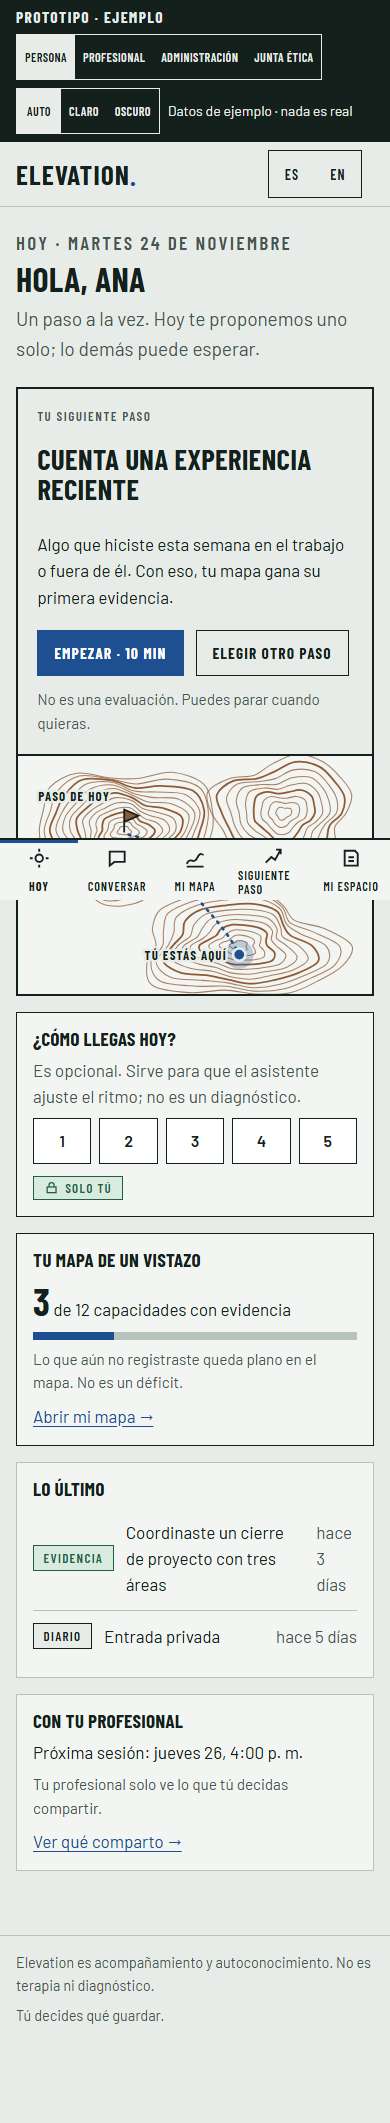 PROTOTIPO · EJEMPLO
PERSONA PROFESIONAL ADMINISTRACIÓN JUNTA ÉTICA
AUTO CLARO OSCURO Datos de ejemplo · nada es real
ELEVATION. ES EN
HOY · MARTES 24 DE NOVIEMBRE
HOLA, ANA
Un paso a la vez. Hoy te proponemos uno
solo; lo demás puede esperar.
TU SIGUIENTE PASO
CUENTA UNA EXPERIENCIA
RECIENTE
Algo que hiciste esta semana en el trabajo
o fuera de él. Con eso, tu mapa gana su
primera evidencia.
EMPEZAR · 10 MIN ELEGIR OTRO PASO
No es una evaluación. Puedes parar cuando
quieras.
PASO DE HOY
HOY CONVERSAR MI MAPA SIGUIENTE
PASO MI ESPACIO
TÚ ESTÁS AQUÍ
¿CÓMO LLEGAS HOY?
Es opcional. Sirve para que el asistente
ajuste el ritmo; no es un diagnóstico.
1 2 3 4 5
SOLO TÚ
TU MAPA DE UN VISTAZO
3 de 12 capacidades con evidencia
Lo que aún no registraste queda plano en el
mapa. No es un déficit.
Abrir mi mapa →
LO ÚLTIMO
EVIDENCIA Coordinaste un cierre
de proyecto con tres
áreas
hace
3
días
DIARIO Entrada privada hace 5 días
CON TU PROFESIONAL
Próxima sesión: jueves 26, 4:00 p. m.
Tu profesional solo ve lo que tú decidas
compartir.
Ver qué comparto →
Elevation es acompañamiento y autoconocimiento. No es
terapia ni diagnóstico.
Tú decides qué guardar.